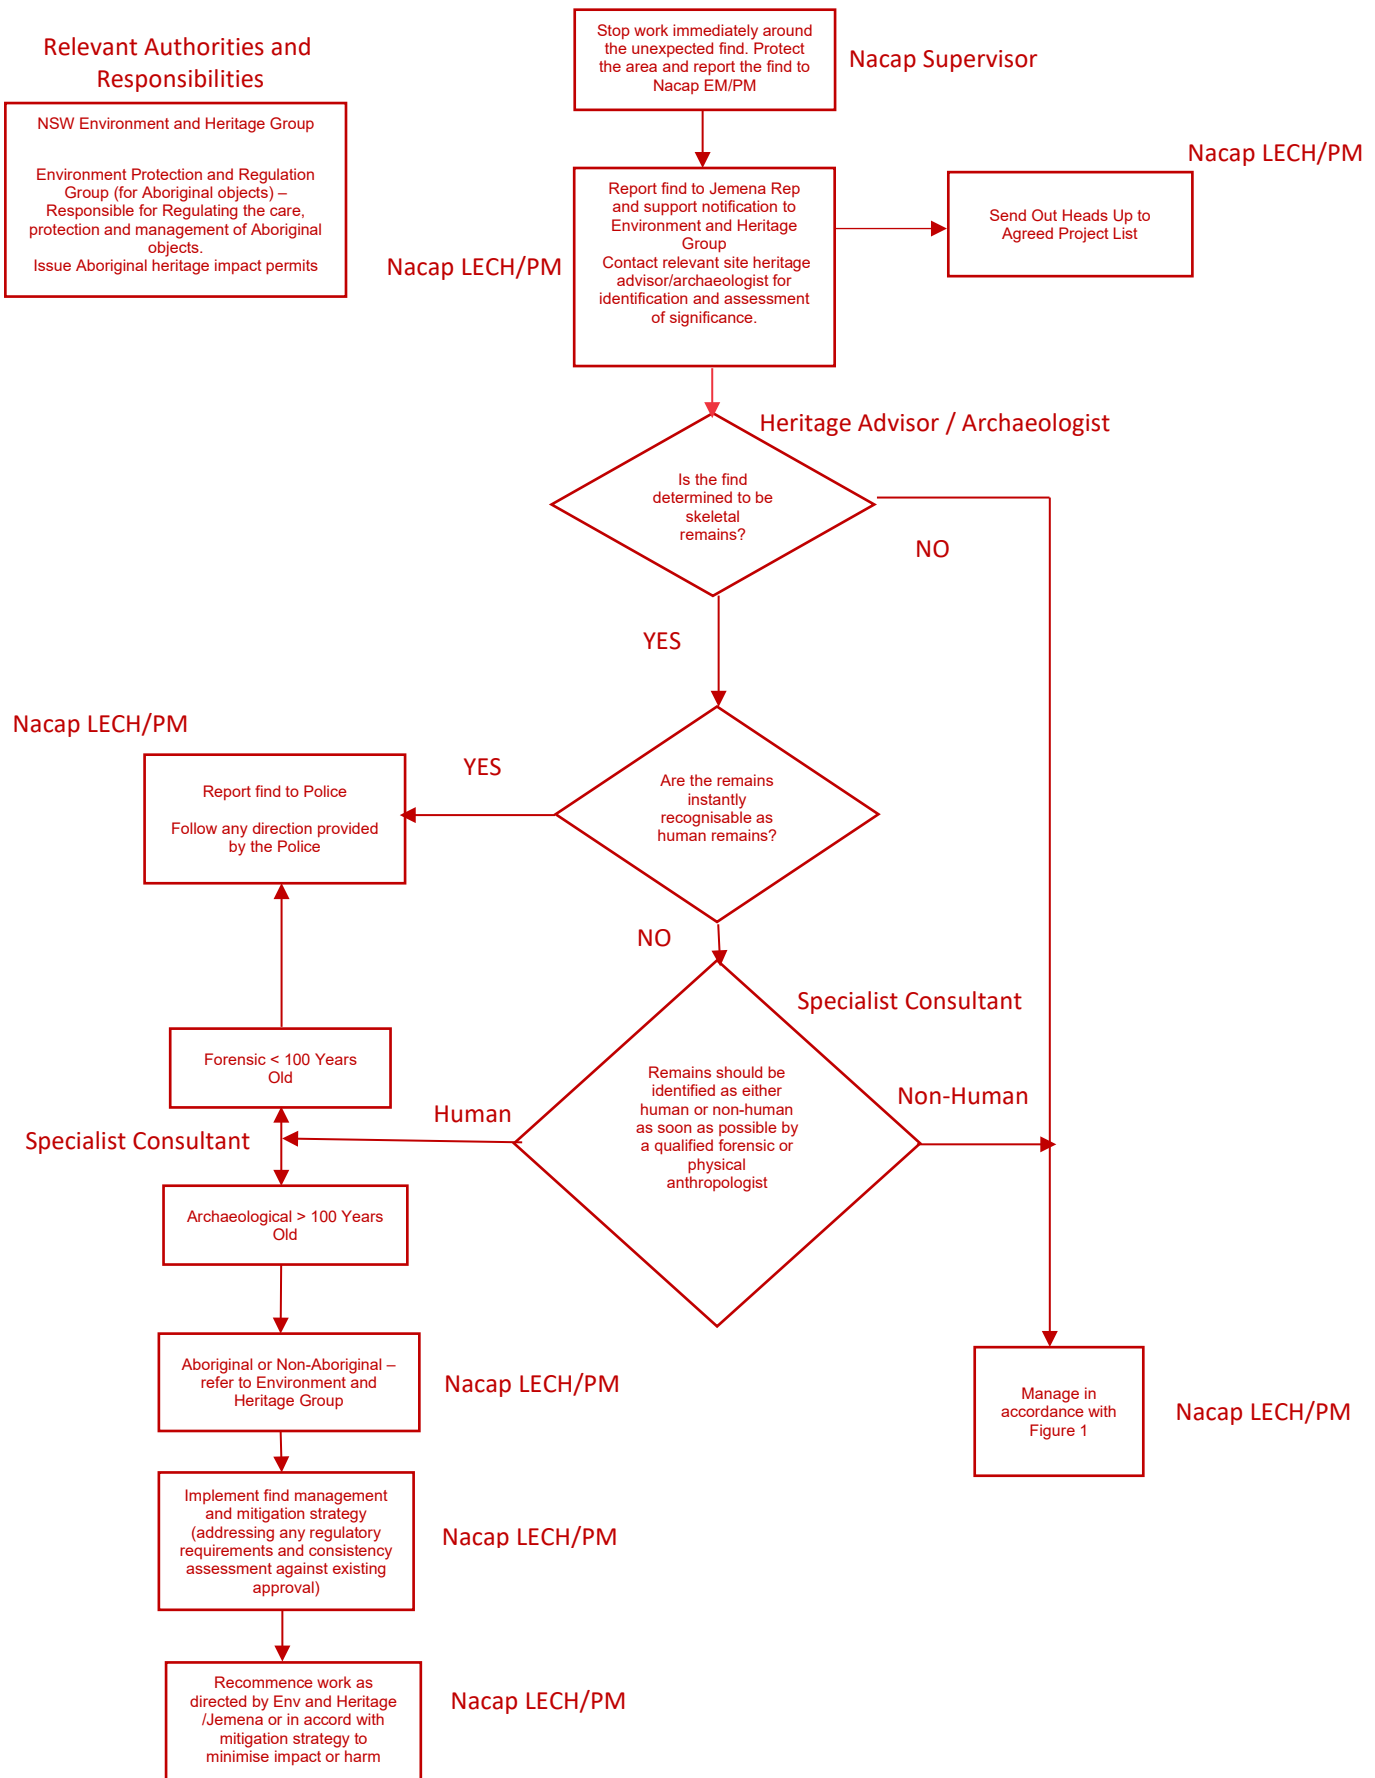 Relevant Authorities and
Responsibilities
NSW Environment and Heritage Group
Environment Protection and Regulation
Group (for Aboriginal objects) –
Responsible for Regulating the care,
protection and management of Aboriginal
objects.
Issue Aboriginal heritage impact permits
Stop work immediately around
the unexpected find. Protect
the area and report the find to
Nacap EM/PM
Nacap Supervisor
Nacap LECH/PM
Report find to Jemena Rep
and support notification to
Environment and Heritage
Group
Contact relevant site heritage
advisor/archaeologist for
identification and assessment
of significance.
Nacap LECH/PM
Send Out Heads Up to
Agreed Project List
Heritage Advisor / Archaeologist
Is the find
determined to be
skeletal
remains?
NO
YES
Nacap LECH/PM
Report find to Police
Follow any direction provided
by the Police
YES
Are the remains
instantly
recognisable as
human remains?
NO
Specialist Consultant
Remains should be
identified as either
human or non-human
as soon as possible by
a qualified forensic or
physical
anthropologist
Non-Human
Human
Forensic < 100 Years
Old
Specialist Consultant
Archaeological > 100 Years
Old
Aboriginal or Non-Aboriginal –
refer to Environment and
Heritage Group
Nacap LECH/PM
Manage in
accordance with
Figure 1
Nacap LECH/PM
Implement find management
and mitigation strategy
(addressing any regulatory
requirements and consistency
assessment against existing
approval)
Nacap LECH/PM
Recommence work as
directed by Env and Heritage
/Jemena or in accord with
mitigation strategy to
minimise impact or harm
Nacap LECH/PM